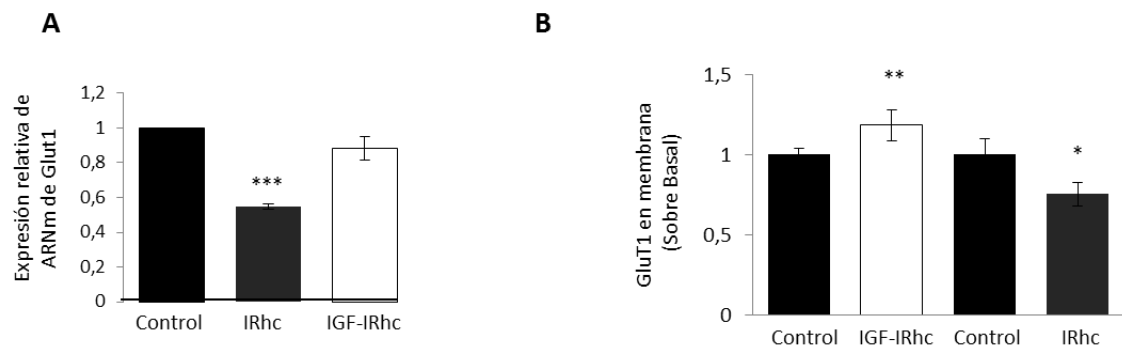 A
Expresión relativa de
ARNm de Glut1
1,2
1
0,8
0,6
0,4
0,2
0
***
Control
IRhc
IGF-IRhc
B
GluT1 en membrana
(Sobre Basal)
1,5
1
0,5
0
**
*
Control
IGF-IRhc
Control
IRhc